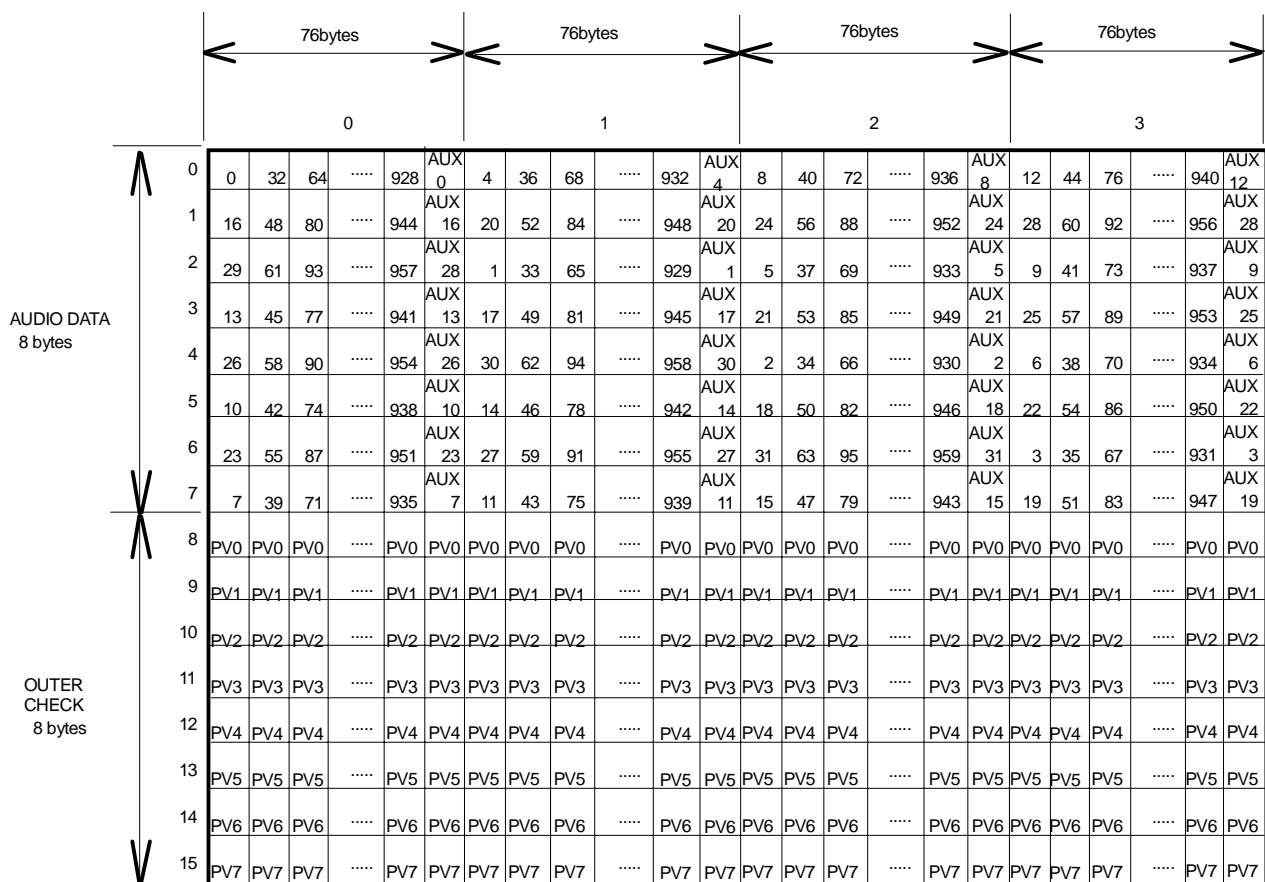 76bytes 76bytes 76bytes 76bytes
0 1 2 3
0 0 32 64 ..... 928 AUX 0 4 36 68 ..... 932 AUX 4 8 40 72 ..... 936 AUX 8 12 44 76 ..... 940 AUX 12
1 16 48 80 ..... 944 AUX 16 20 52 84 ..... 948 AUX 20 24 56 88 ..... 952 AUX 24 28 60 92 ..... 956 AUX 28
2 29 61 93 ..... 957 AUX 28 1 33 65 ..... 929 AUX 1 5 37 69 ..... 933 AUX 5 9 41 73 ..... 937 AUX 9
3 13 45 77 ..... 941 AUX 13 17 49 81 ..... 945 AUX 17 21 53 85 ..... 949 AUX 21 25 57 89 ..... 953 AUX 25
AUDIO DATA
8 bytes
4 26 58 90 ..... 954 AUX 26 30 62 94 ..... 958 AUX 30 2 34 66 ..... 930 AUX 2 6 38 70 ..... 934 AUX 6
5 10 42 74 ..... 938 AUX 10 14 46 78 ..... 942 AUX 14 18 50 82 ..... 946 AUX 18 22 54 86 ..... 950 AUX 22
6 23 55 87 ..... 951 AUX 23 27 59 91 ..... 955 AUX 27 31 63 95 ..... 959 AUX 31 3 35 67 ..... 931 AUX 3
7 7 39 71 ..... 935 AUX 7 11 43 75 ..... 939 AUX 11 15 47 79 ..... 943 AUX 15 19 51 83 ..... 947 AUX 19
8 PV0 PV0 PV0 ..... PV0 PV0 PV0 PV0 PV0 ..... PV0 PV0 PV0 PV0 PV0 ..... PV0 PV0 PV0 PV0 PV0 ..... PV0 PV0
9 PV1 PV1 PV1 ..... PV1 PV1 PV1 PV1 PV1 ..... PV1 PV1 PV1 PV1 PV1 ..... PV1 PV1 PV1 PV1 PV1 ..... PV1 PV1
10 PV2 PV2 PV2 ..... PV2 PV2 PV2 PV2 PV2 ..... PV2 PV2 PV2 PV2 PV2 ..... PV2 PV2 PV2 PV2 PV2 ..... PV2 PV2
11 PV3 PV3 PV3 ..... PV3 PV3 PV3 PV3 PV3 ..... PV3 PV3 PV3 PV3 PV3 ..... PV3 PV3 PV3 PV3 PV3 ..... PV3 PV3
OUTER
CHECK
8 bytes
12 PV4 PV4 PV4 ..... PV4 PV4 PV4 PV4 PV4 ..... PV4 PV4 PV4 PV4 PV4 ..... PV4 PV4 PV4 PV4 PV4 ..... PV4 PV4
13 PV5 PV5 PV5 ..... PV5 PV5 PV5 PV5 PV5 ..... PV5 PV5 PV5 PV5 PV5 ..... PV5 PV5 PV5 PV5 PV5 ..... PV5 PV5
14 PV6 PV6 PV6 ..... PV6 PV6 PV6 PV6 PV6 ..... PV6 PV6 PV6 PV6 PV6 ..... PV6 PV6 PV6 PV6 PV6 ..... PV6 PV6
15 PV7 PV7 PV7 ..... PV7 PV7 PV7 PV7 PV7 ..... PV7 PV7 PV7 PV7 PV7 ..... PV7 PV7 PV7 PV7 PV7 ..... PV7 PV7